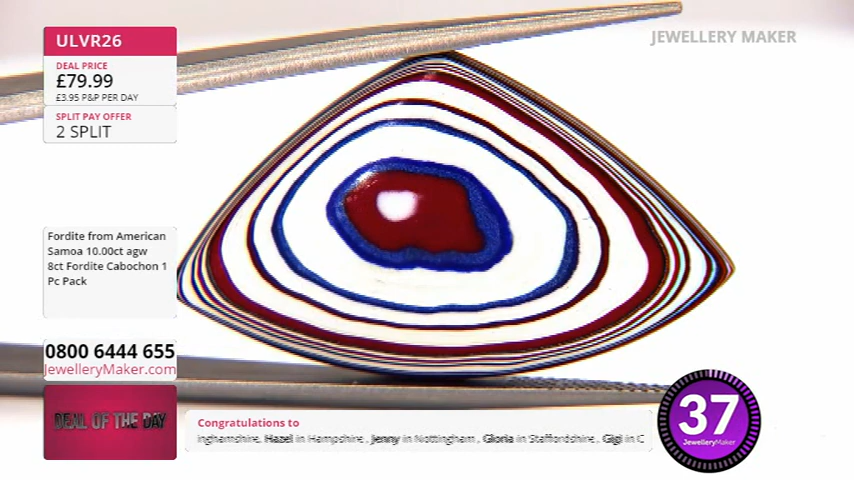 ULVR26
JEWELLERY MAKER
DEAL PRICE
£79.99
£3.95 P&P PER DAY
SPLIT PAY OFFER
2 SPLIT
Fordite from American
Samoa 10.00ct agw
8ct Fordite Cabochon 1
Pc Pack
0800 6444 655
JewelleryMaker.com
DEAL OF THE DAY
Congratulations to
inghamshire, Hazel in Hampshire, Jenny in Nottingham, Gloria in Staffordshire, Gigi in C
37
JewelleryMaker